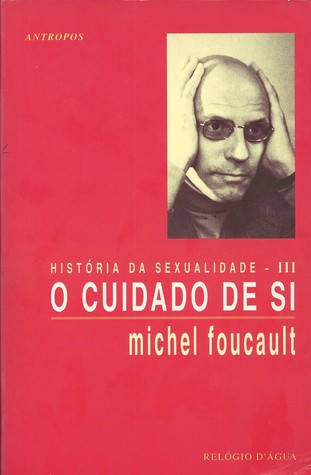 ANTROPOS
HISTÓRIA DA SEXUALIDADE - III
O CUIDADO DE SI
michel foucault
RELÓGIO D'ÁGUA